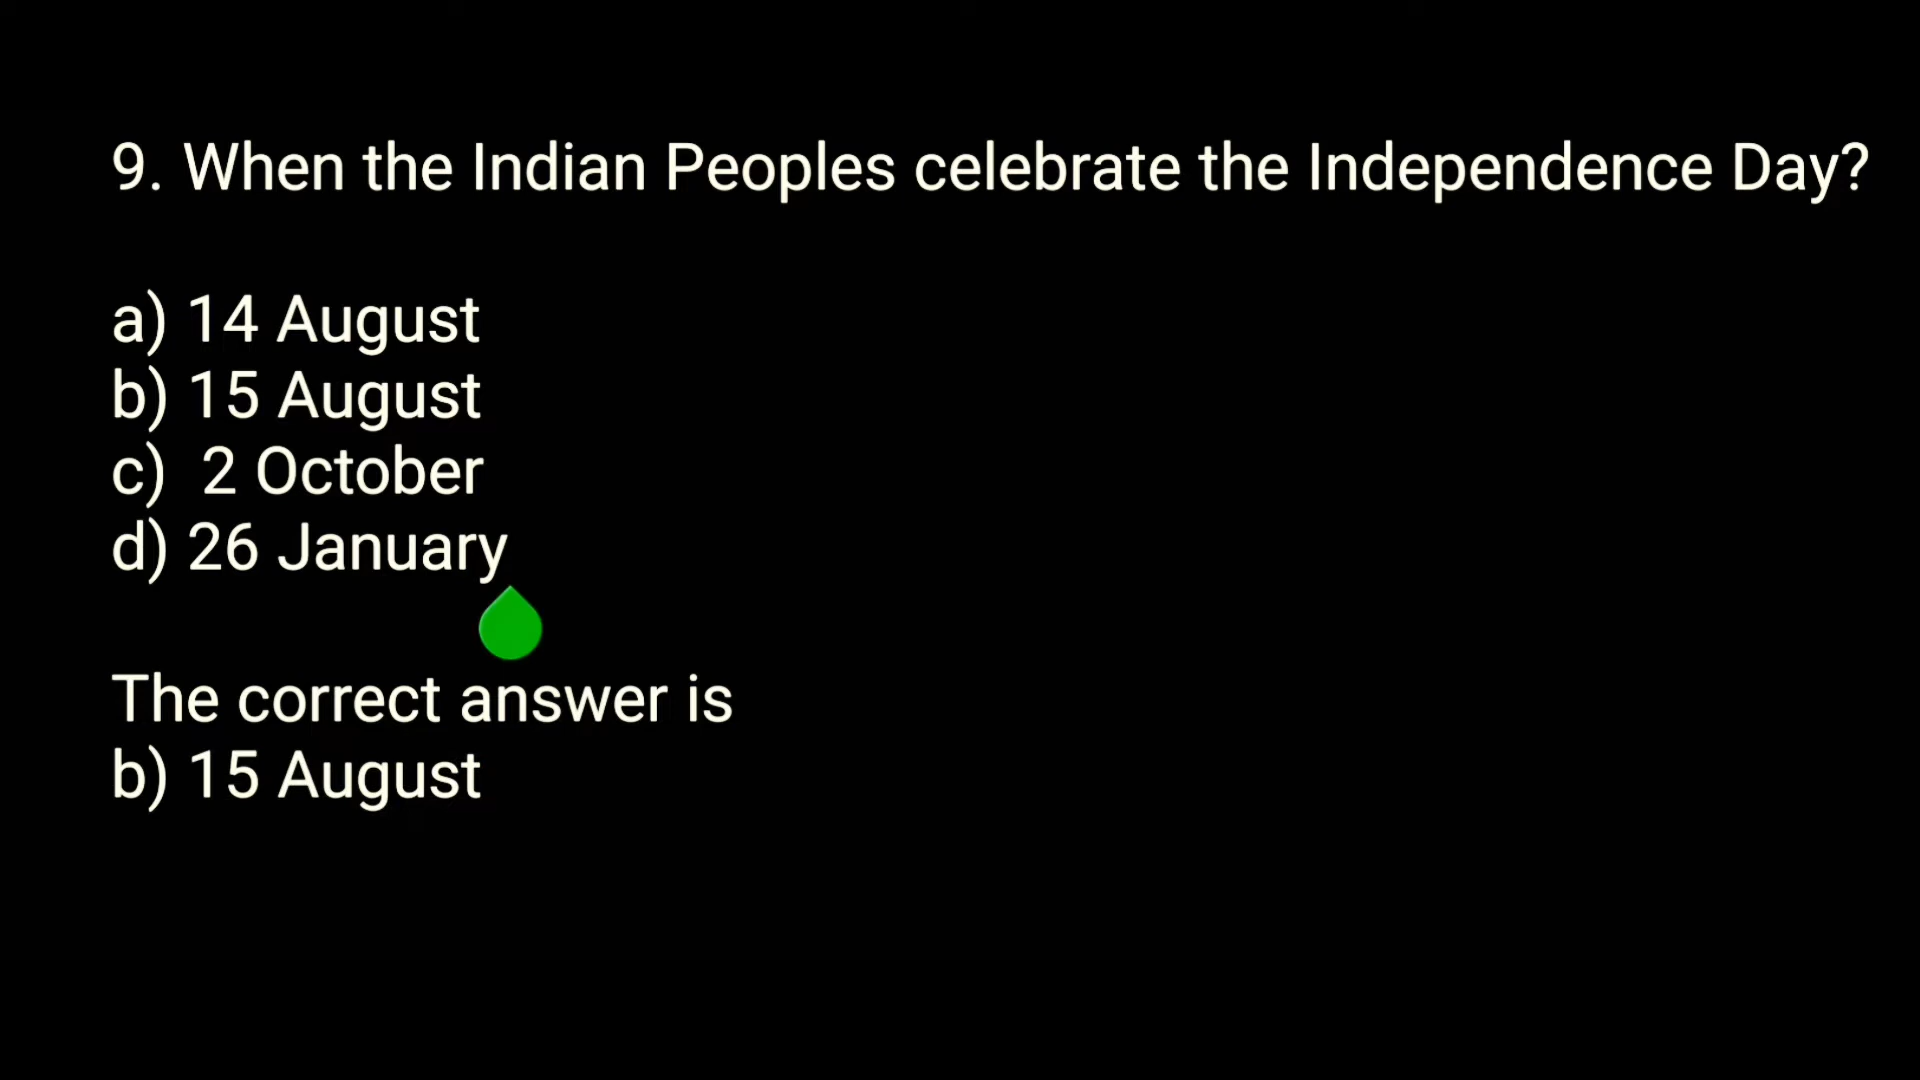 9. When the Indian Peoples celebrate the Independence Day?
a) 14 August
b) 15 August
c)  2 October
d) 26 January
The correct answer is
b) 15 August